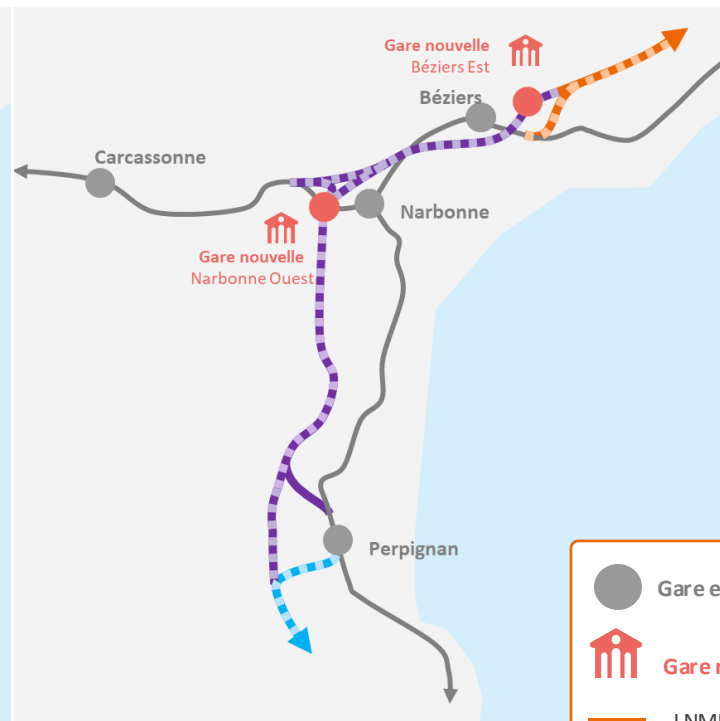 Gare nouvelle
Béziers Est
Béziers
Carcassonne
Narbonne
Gare nouvelle
Narbonne Ouest
Perpignan
Gare
Gare